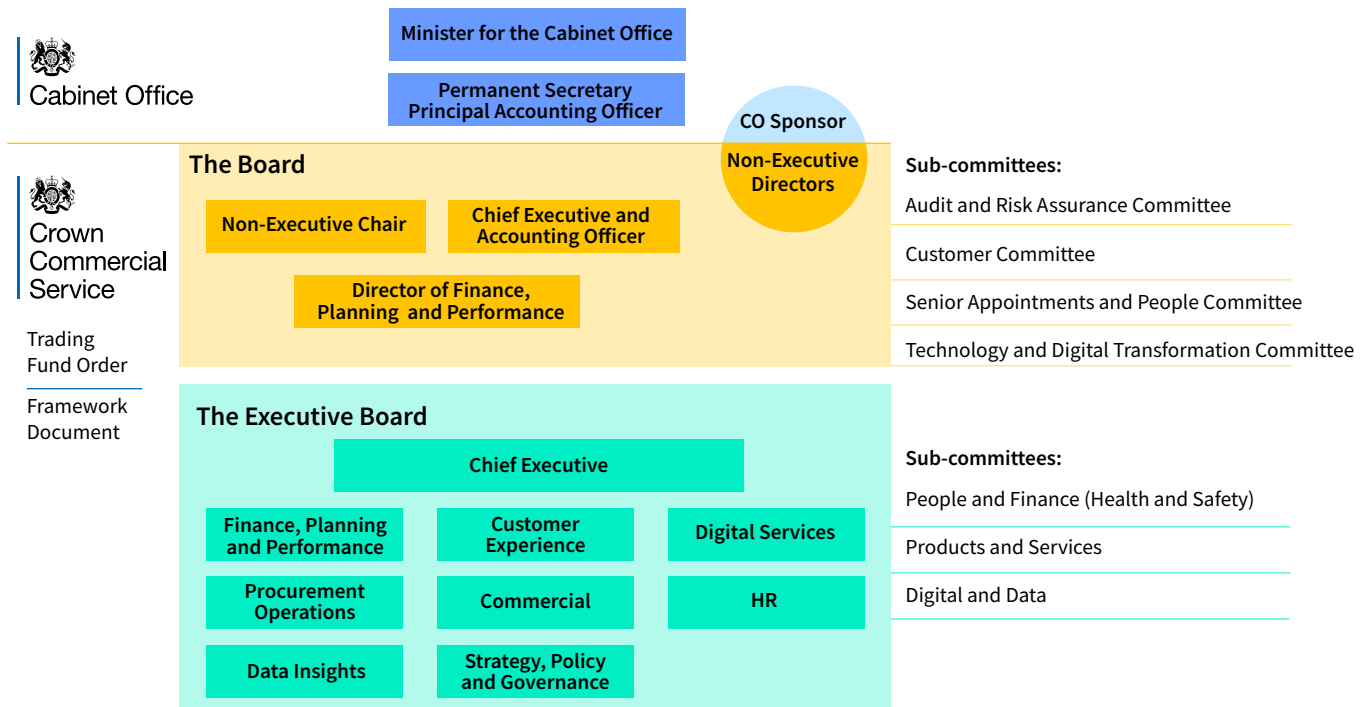 Cabinet Office
Minister for the Cabinet Office
Permanent Secretary
Principal Accounting Officer
CO Sponsor
Non-Executive
Directors
Crown
Commercial
Service
Trading
Fund Order
Framework
Document
The Board
Non-Executive Chair
Chief Executive and
Accounting Officer
Director of Finance,
Planning and Performance
Sub-committees:
Audit and Risk Assurance Committee
Customer Committee
Senior Appointments and People Committee
Technology and Digital Transformation Committee
The Executive Board
Chief Executive
Finance, Planning
and Performance
Customer
Experience
Digital Services
Procurement
Operations
Commercial
HR
Data Insights
Strategy, Policy
and Governance
Sub-committees:
People and Finance (Health and Safety)
Products and Services
Digital and Data